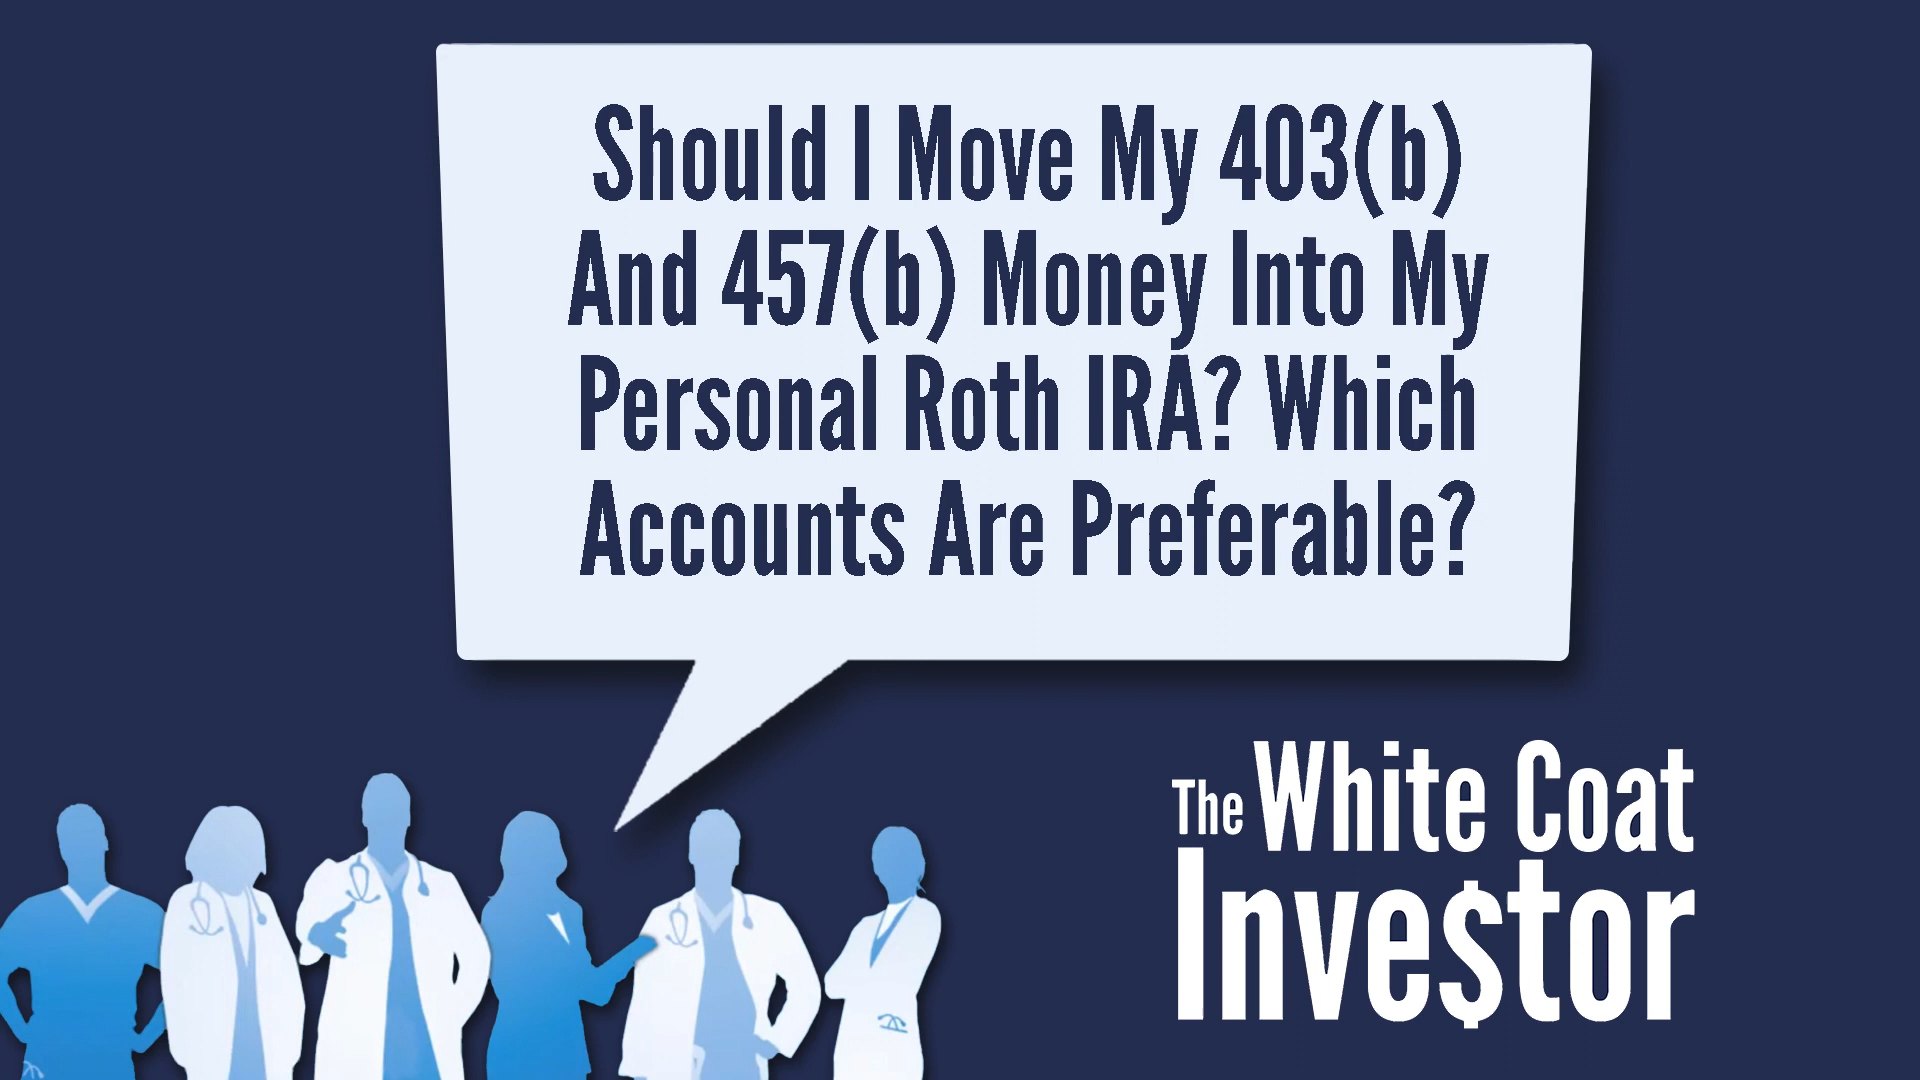 Should I Move My 403(b)
And 457(b) Money Into My
Personal Roth IRA? Which
Accounts Are Preferable?
The White Coat
Inve$tor